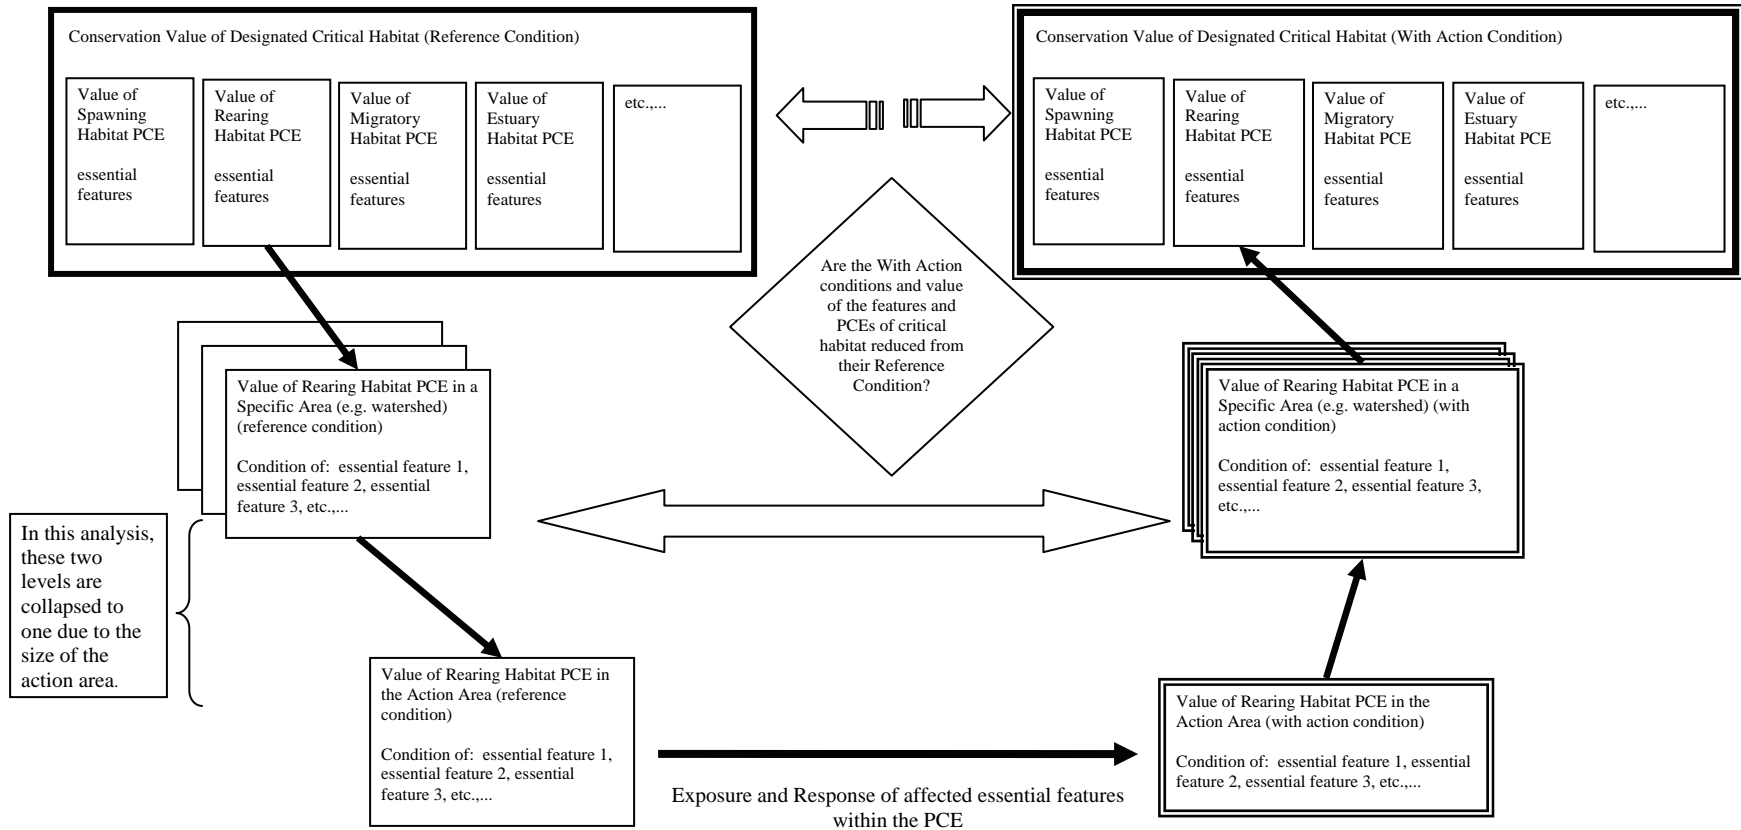 Conservation Value of Designated Critical Habitat (Reference Condition)
Value of
Spawning
Habitat PCE
essential
features
Value of
Rearing
Habitat PCE
essential
features
Value of
Migratory
Habitat PCE
essential
features
Value of
Estuary
Habitat PCE
essential
features
etc.,...
Conservation Value of Designated Critical Habitat (With Action Condition)
Value of
Spawning
Habitat PCE
essential
features
Value of
Rearing
Habitat PCE
essential
features
Value of
Migratory
Habitat PCE
essential
features
Value of
Estuary
Habitat PCE
essential
features
etc.,...
Are the With Action
conditions and value
of the features and
PCEs of critical
habitat reduced from
their Reference
Condition?
Value of Rearing Habitat PCE in a
Specific Area (e.g. watershed)
(reference condition)
Condition of:  essential feature 1,
essential feature 2, essential
feature 3, etc.,...
Value of Rearing Habitat PCE in a
Specific Area (e.g. watershed) (with
action condition)
Condition of:  essential feature 1,
essential feature 2, essential feature 3,
etc.,...
In this analysis,
these two
levels are
collapsed to
one due to the
size of the
action area.
Value of Rearing Habitat PCE in
the Action Area (reference
condition)
Condition of:  essential feature 1,
essential feature 2, essential
feature 3, etc.,...
Exposure and Response of affected essential features
within the PCE
Value of Rearing Habitat PCE in the
Action Area (with action condition)
Condition of:  essential feature 1, essential
feature 2, essential feature 3, etc.,...